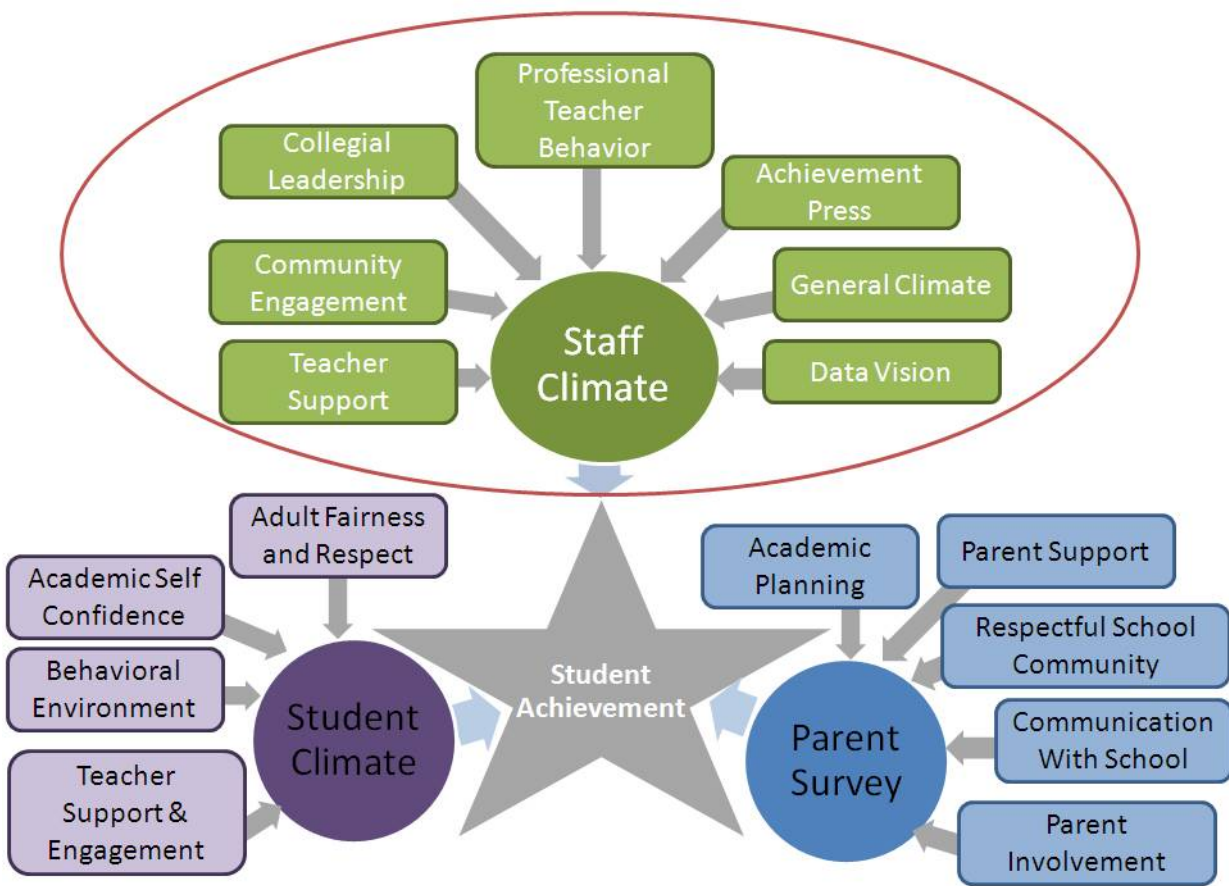 Professional
Teacher
Behavior
Collegial
Leadership
Achievement
Press
Community
Engagement
General Climate
Teacher
Support
Data Vision
Staff
Climate
Adult Fairness
and Respect
Academic Self
Confidence
Behavioral
Environment
Teacher
Support &
Engagement
Student
Climate
Student
Achievement
Academic
Planning
Parent Support
Respectful School
Community
Communication
With School
Parent
Involvement
Parent
Survey